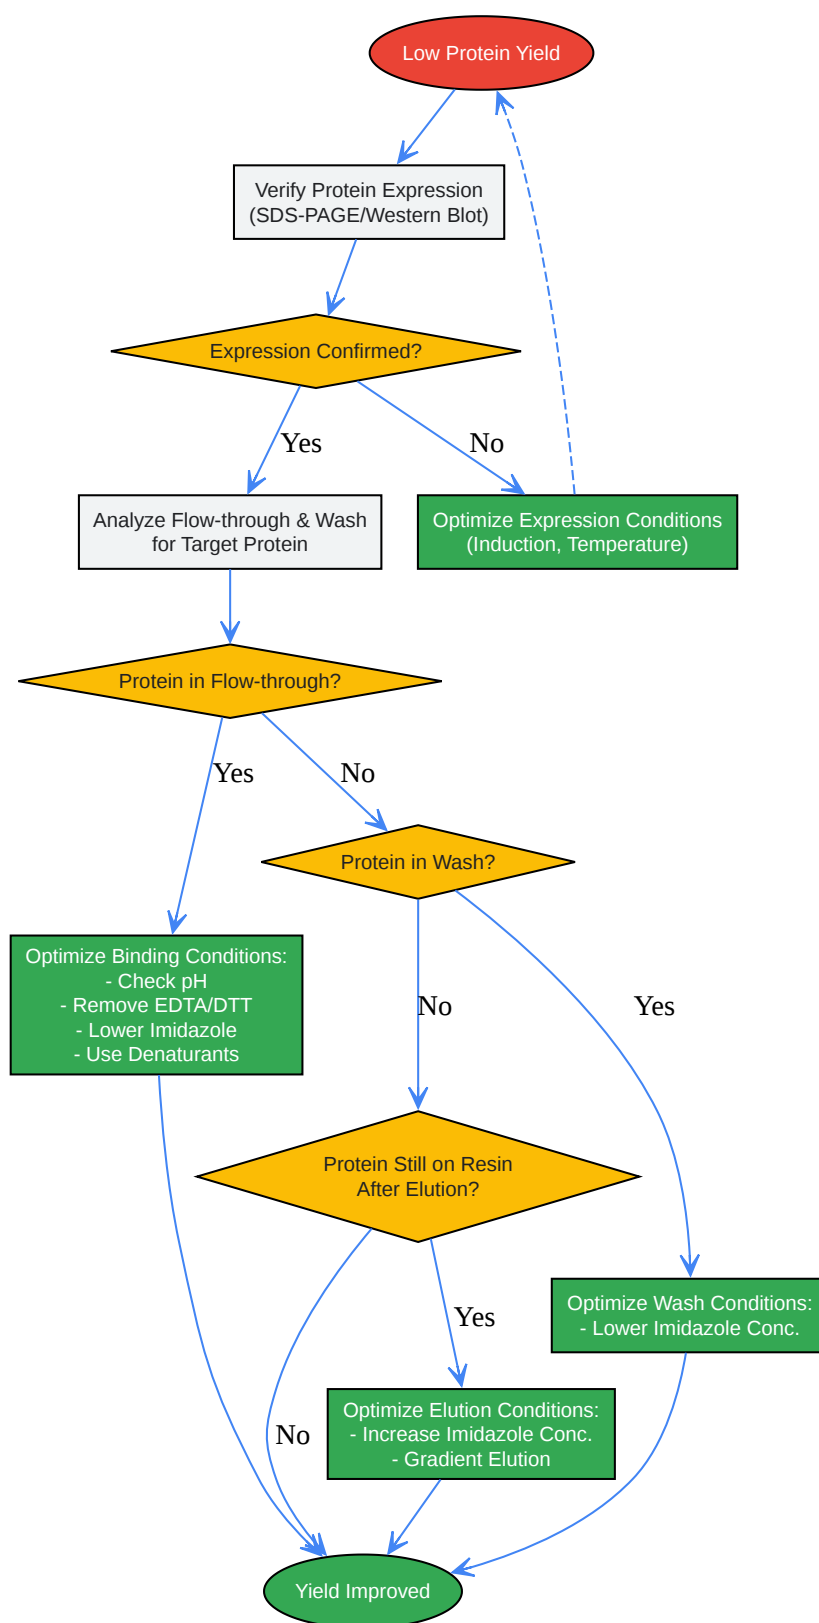 Low Protein Yield
Verify Protein Expression
(SDS-PAGE/Western Blot)
Expression Confirmed?
Yes
No
Analyze Flow-through & Wash
for Target Protein
Optimize Expression Conditions
(Induction, Temperature)
Protein in Flow-through?
Yes
No
Protein in Wash?
Optimize Binding Conditions:
- Check pH
- Remove EDTA/DTT
- Lower Imidazole
- Use Denaturants
No
Yes
Protein Still on Resin
After Elution?
Optimize Wash Conditions:
- Lower Imidazole Conc.
Yes
Optimize Elution Conditions:
- Increase Imidazole Conc.
- Gradient Elution
No
Yield Improved